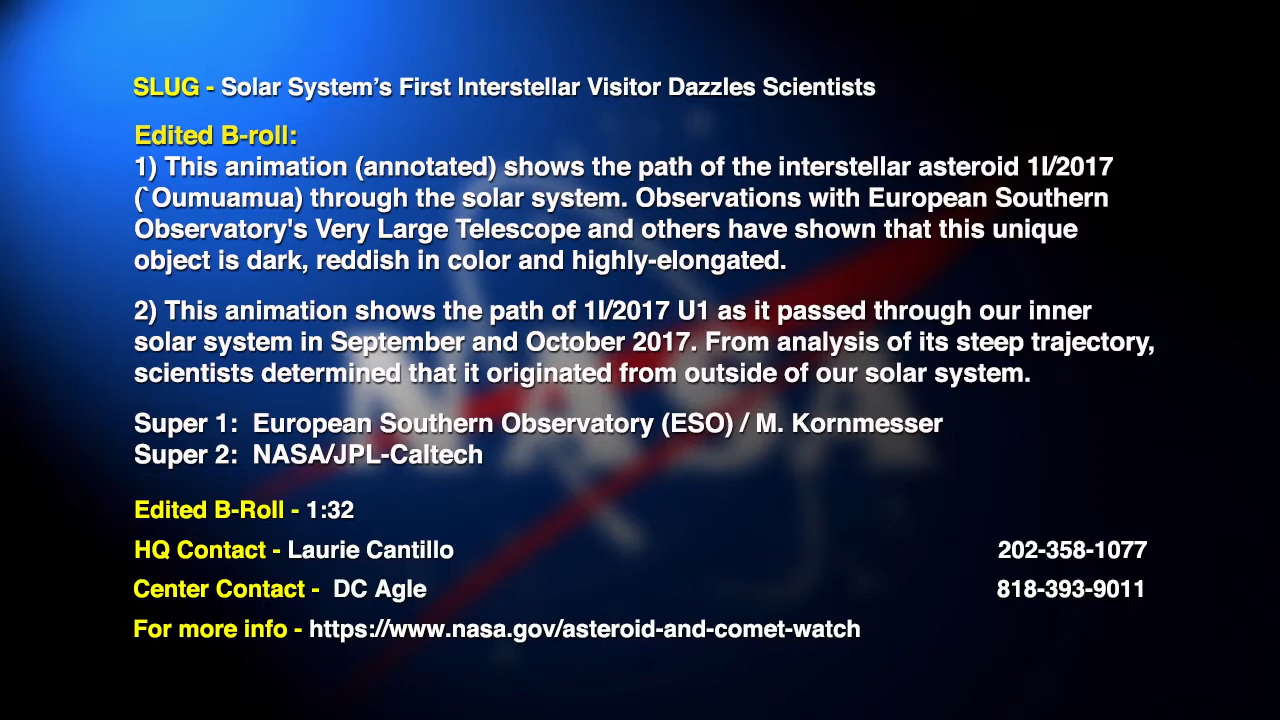 SLUG - Solar System’s First Interstellar Visitor Dazzles Scientists
Edited B-roll:
1) This animation (annotated) shows the path of the interstellar asteroid 1I/2017
(`Oumuamua) through the solar system. Observations with European Southern
Observatory's Very Large Telescope and others have shown that this unique
object is dark, reddish in color and highly-elongated.
2) This animation shows the path of 1I/2017 U1 as it passed through our inner
solar system in September and October 2017. From analysis of its steep trajectory,
scientists determined that it originated from outside of our solar system.
Super 1:  European Southern Observatory (ESO) / M. Kornmesser
Super 2:  NASA/JPL-Caltech
Edited B-Roll - 1:32
HQ Contact - Laurie Cantillo 202-358-1077
Center Contact -  DC Agle 818-393-9011
For more info - https://www.nasa.gov/asteroid-and-comet-watch
NASA